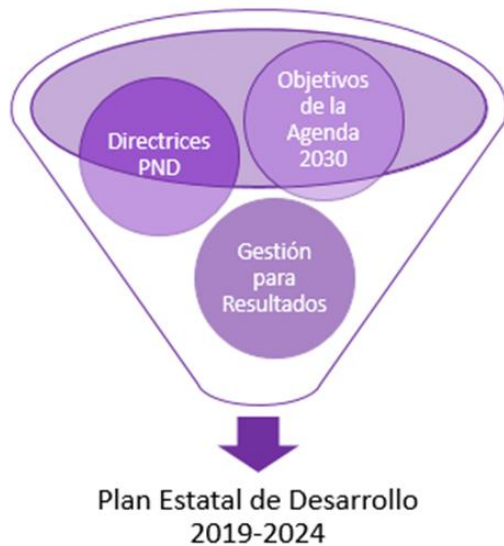 Objetivos
de la
Agenda
2030
Directrices
PND
Gestión
para
Resultados
Plan Estatal de Desarrollo
2019-2024